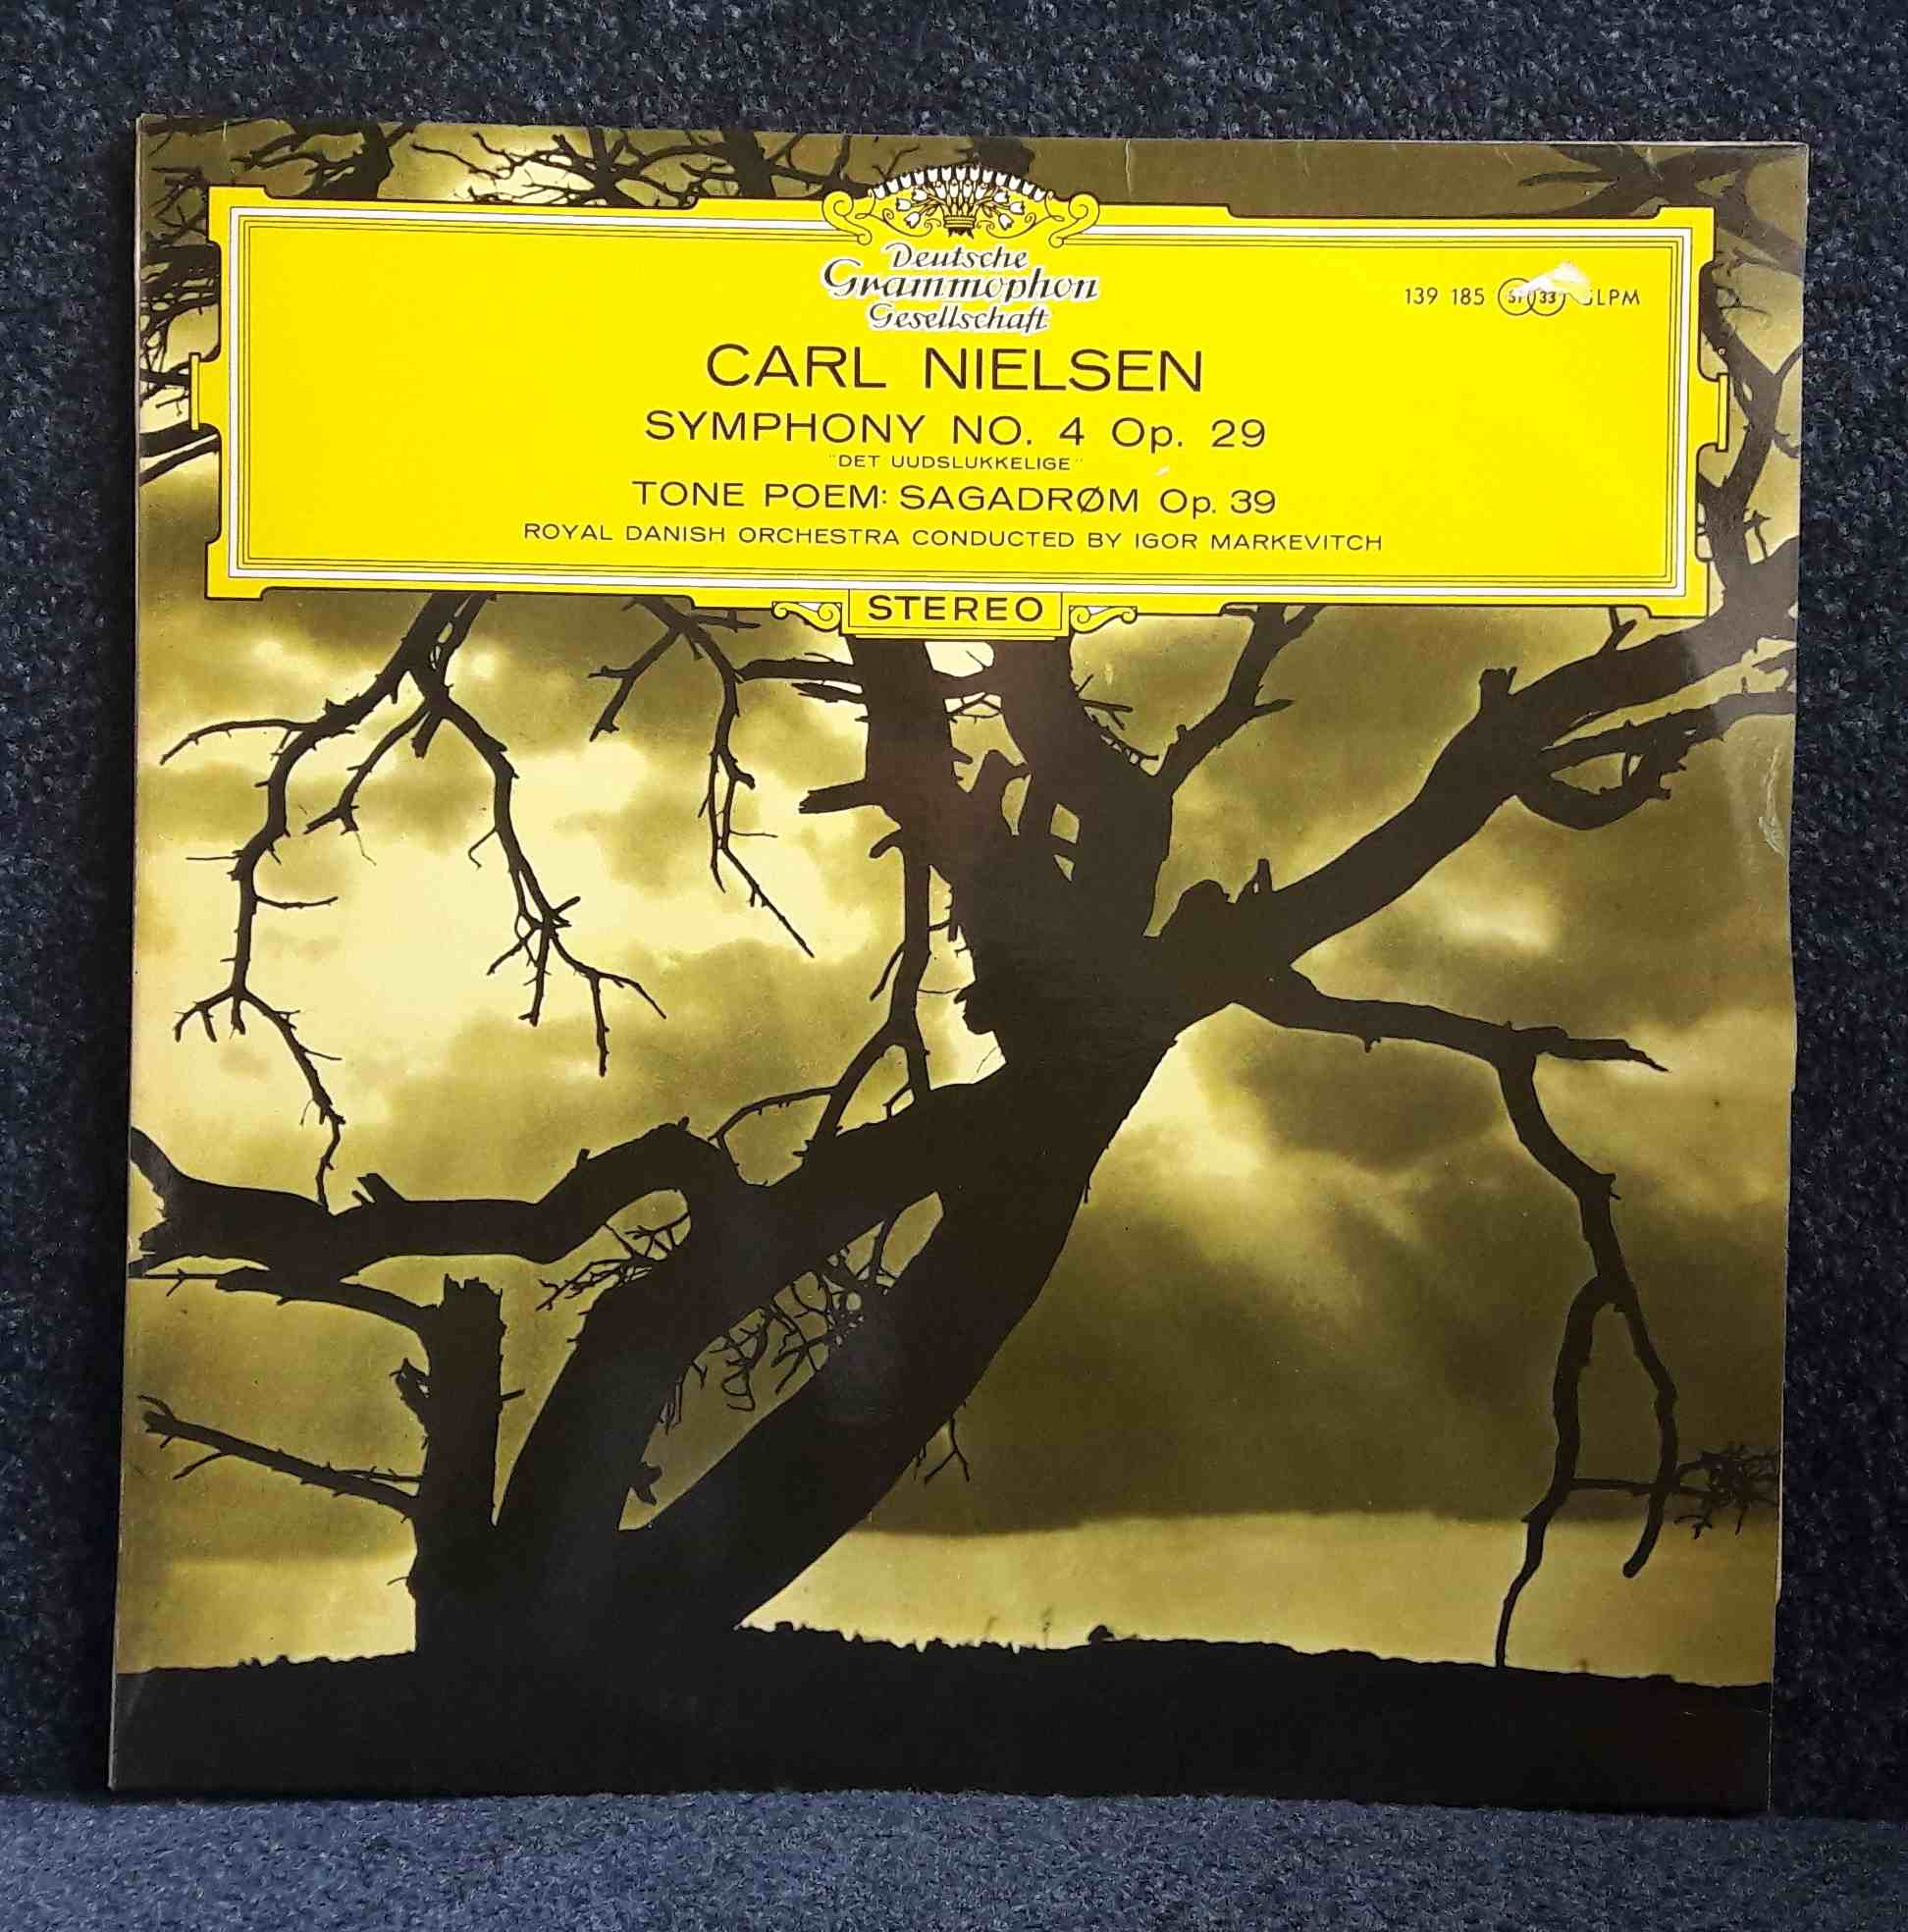 Deutsche
Grammophon
Gesellschaft
139 185 33 SLPM
CARL NIELSEN
SYMPHONY NO. 4 Op. 29
"DET UUDSLUKKELIGE"
TONE POEM: SAGADRØM Op. 39
ROYAL DANISH ORCHESTRA CONDUCTED BY IGOR MARKEVITCH
STEREO